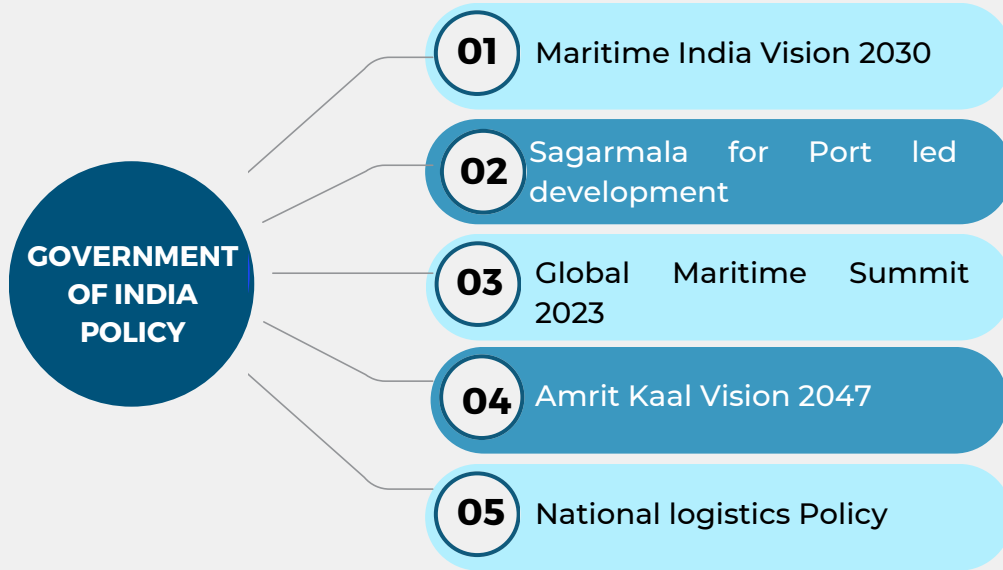 GOVERNMENT
OF INDIA
POLICY
01
Maritime India Vision 2030
02
Sagarmala for Port led
development
03
Global Maritime Summit
2023
04
Amrit Kaal Vision 2047
05
National logistics Policy